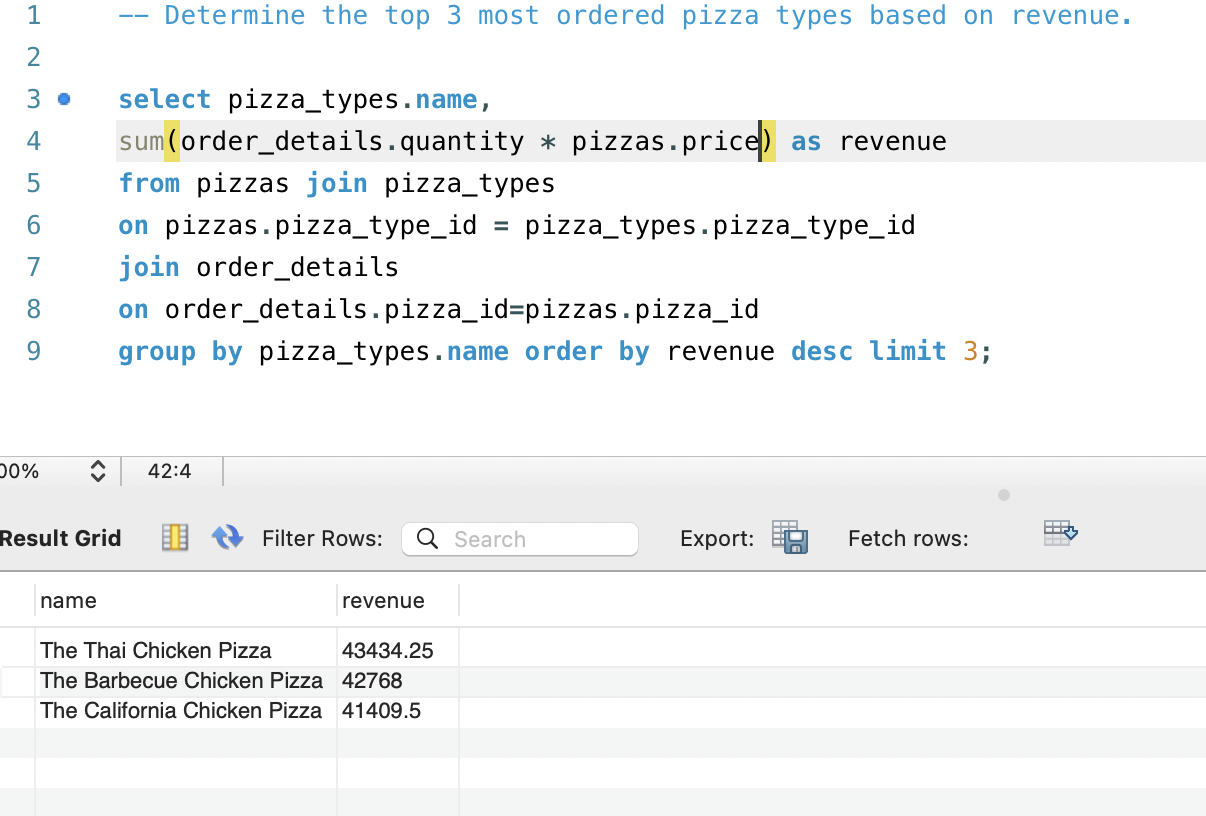 1 -- Determine the top 3 most ordered pizza types based on revenue.
2
3 select pizza_types.name,
4 sum(order_details.quantity * pizzas.price) as revenue
5 from pizzas join pizza_types
6 on pizzas.pizza_type_id = pizza_types.pizza_type_id
7 join order_details
8 on order_details.pizza_id=pizzas.pizza_id
9 group by pizza_types.name order by revenue desc limit 3;
00% 42:4
Result Grid Filter Rows: Search Export: Fetch rows:
name revenue
The Thai Chicken Pizza 43434.25
The Barbecue Chicken Pizza 42768
The California Chicken Pizza 41409.5